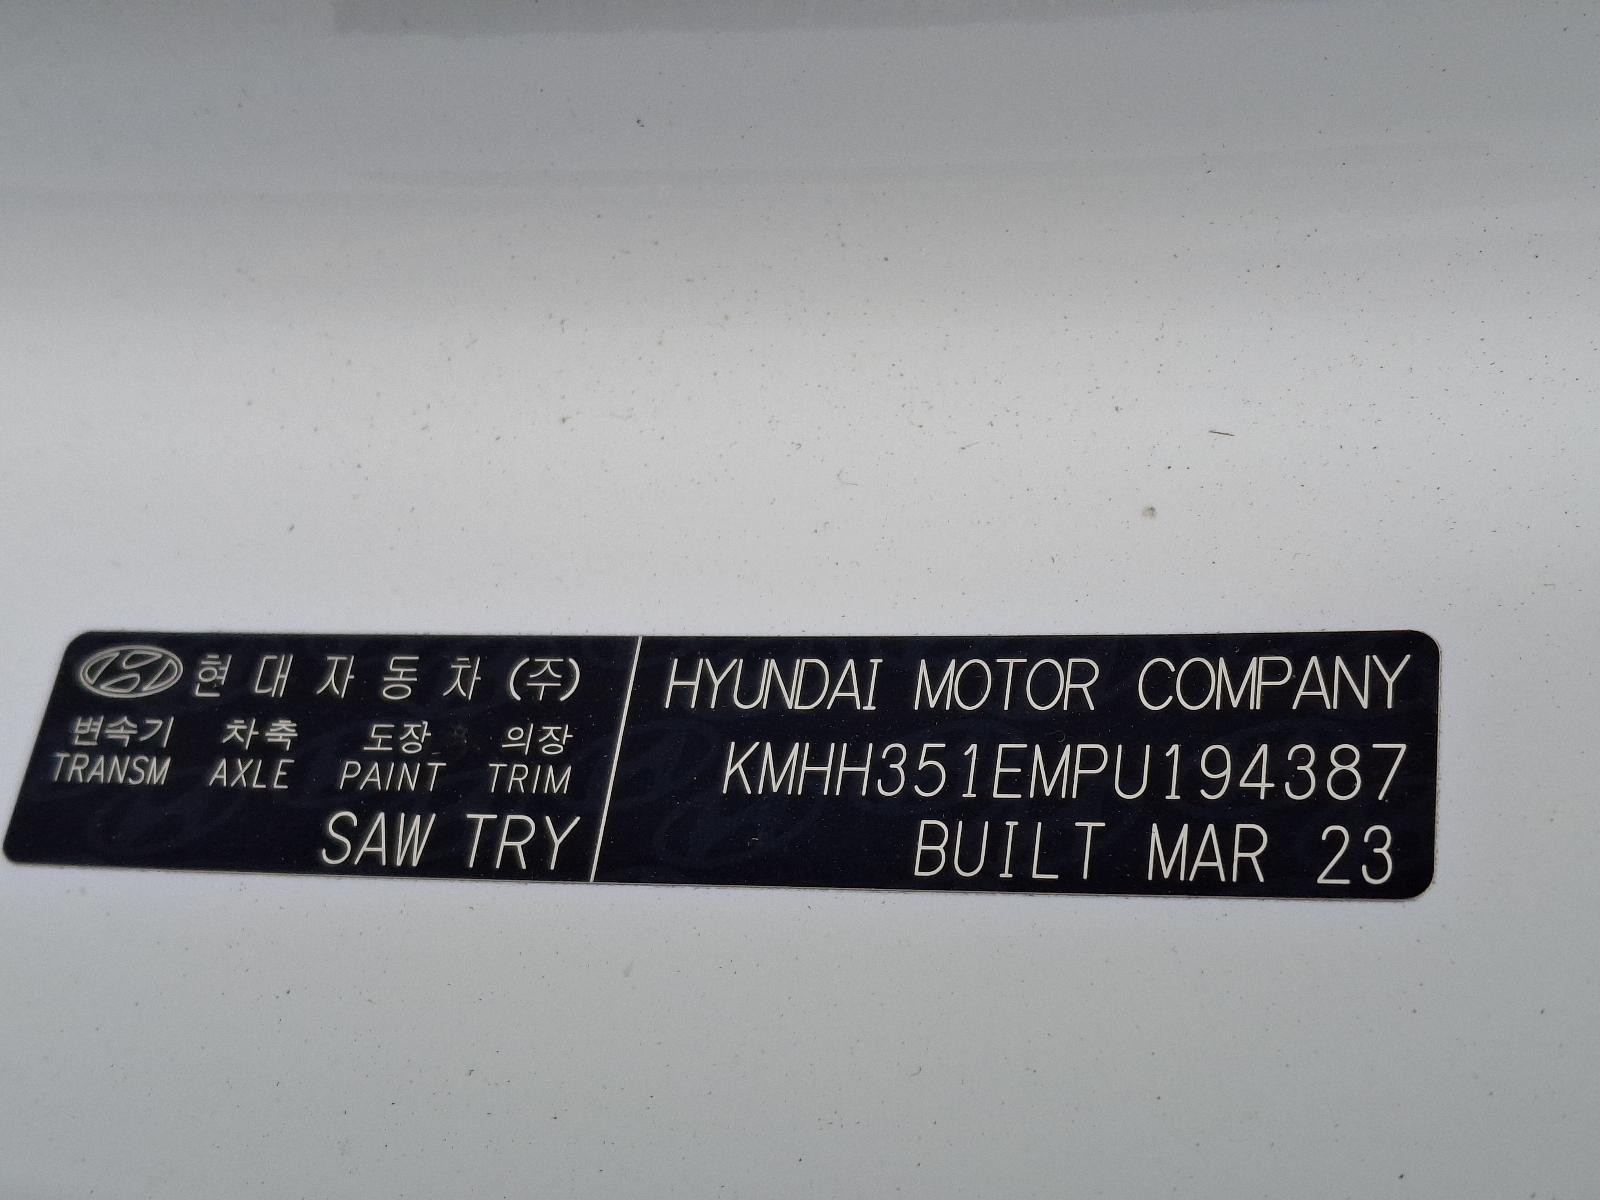 현대자동차(주)
변속기 차축 도장 의장
TRANSM AXLE PAINT TRIM
SAW TRY
HYUNDAI MOTOR COMPANY
KMHH351EMPU194387
BUILT MAR 23